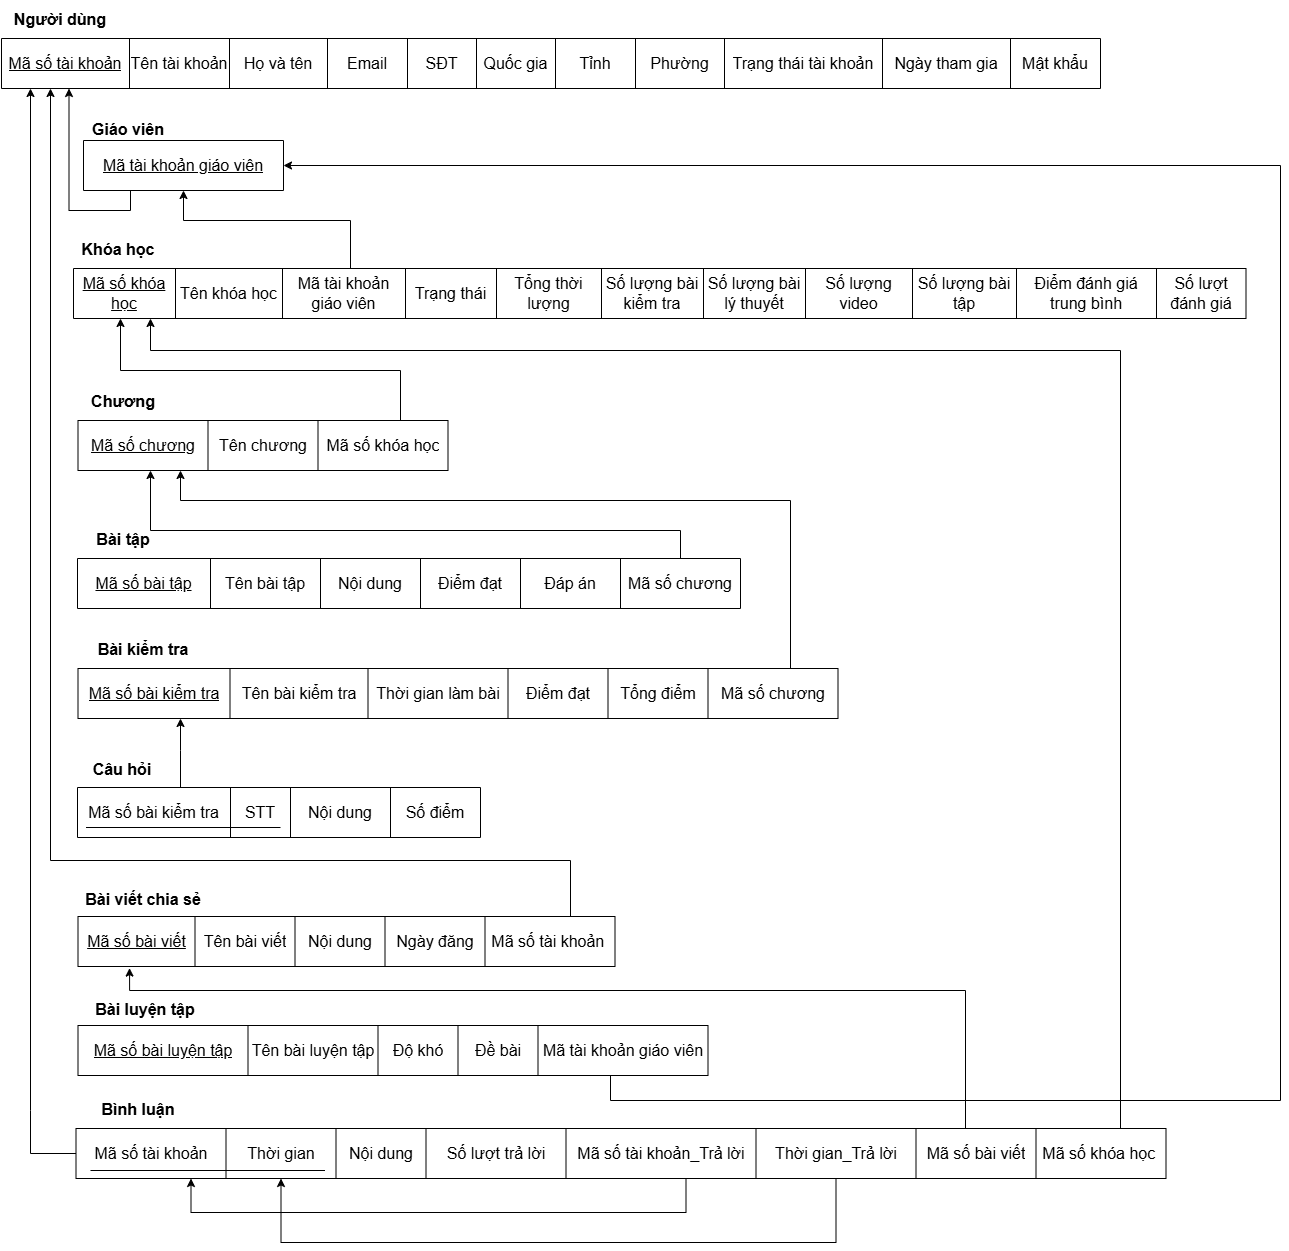 Người dùng
Mã số tài khoản Tên tài khoản Họ và tên Email SĐT Quốc gia Tỉnh Phường Trạng thái tài khoản Ngày tham gia Mật khẩu
Giáo viên
Mã tài khoản giáo viên
Khóa học
Mã số khóa học Tên khóa học Mã tài khoản giáo viên Trạng thái Tổng thời lượng Số lượng bài kiểm tra Số lượng bài lý thuyết Số lượng video Số lượng bài tập Điểm đánh giá trung bình Số lượt đánh giá
Chương
Mã số chương Tên chương Mã số khóa học
Bài tập
Mã số bài tập Tên bài tập Nội dung Điểm đạt Đáp án Mã số chương
Bài kiểm tra
Mã số bài kiểm tra Tên bài kiểm tra Thời gian làm bài Điểm đạt Tổng điểm Mã số chương
Câu hỏi
Mã số bài kiểm tra STT Nội dung Số điểm
Bài viết chia sẻ
Mã số bài viết Tên bài viết Nội dung Ngày đăng Mã số tài khoản
Bài luyện tập
Mã số bài luyện tập Tên bài luyện tập Độ khó Đề bài Mã tài khoản giáo viên
Bình luận
Mã số tài khoản Thời gian Nội dung Số lượt trả lời Mã số tài khoản_Trả lời Thời gian_Trả lời Mã số bài viết Mã số khóa học